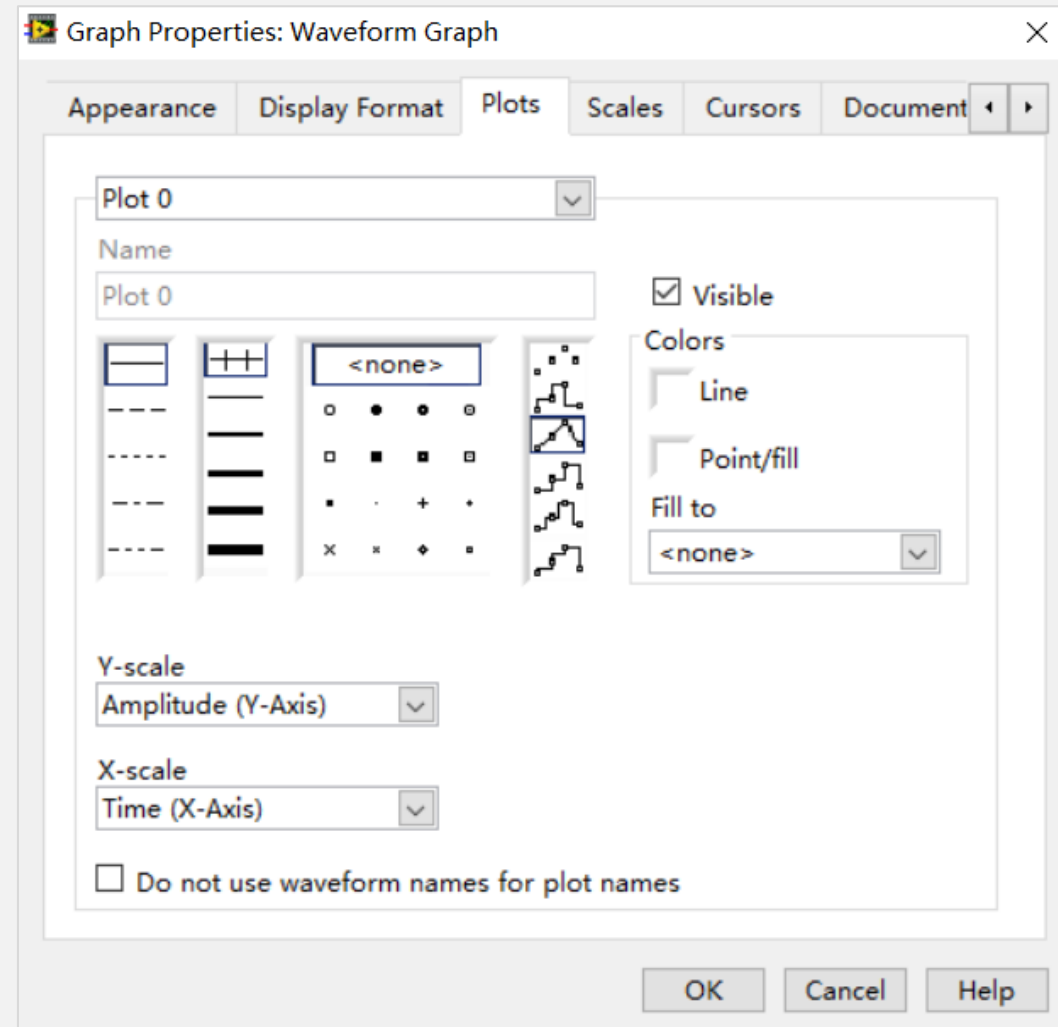 Graph Properties: Waveform Graph
Appearance
Display Format
Plots
Scales
Cursors
Document
Plot 0
Name
Plot 0
Visible
<none>
Colors
Line
Point/fill
Fill to
<none>
Y-scale
Amplitude (Y-Axis)
X-scale
Time (X-Axis)
Do not use waveform names for plot names
OK
Cancel
Help